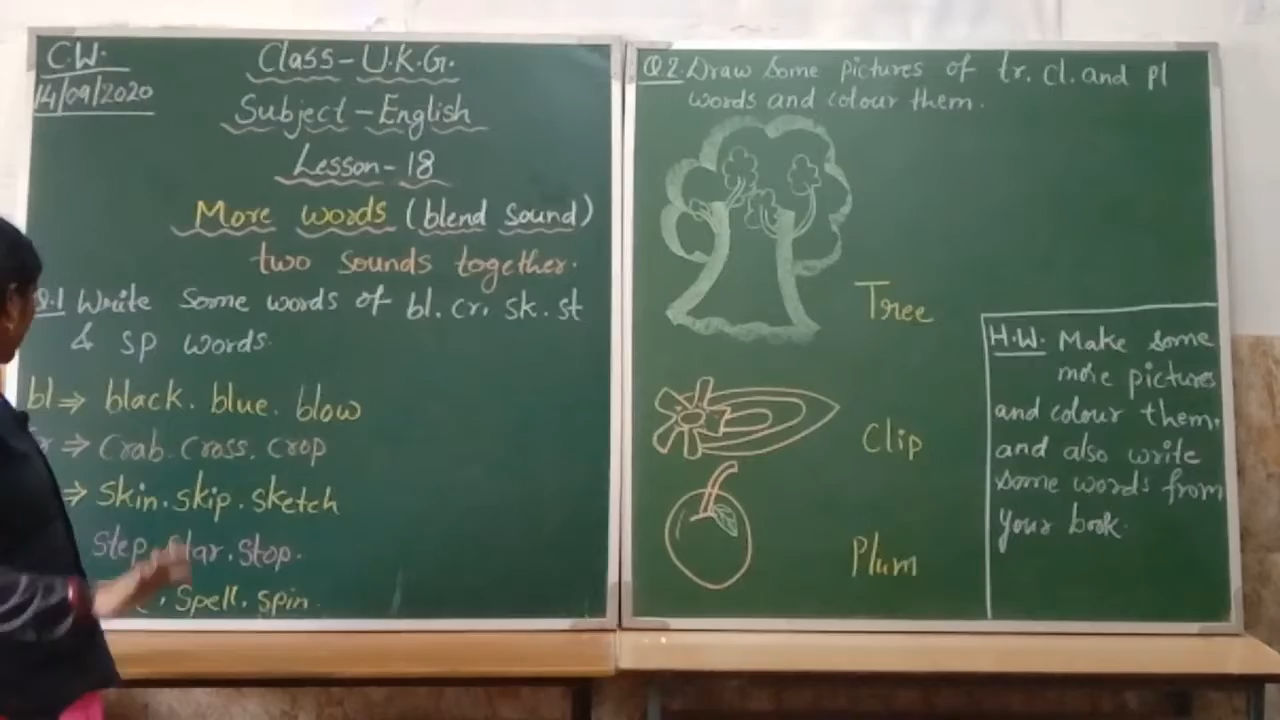 C.W.
14/09/2020
Class-U.K.G.
Subject-English
Lesson-18
More words (blend sound)
two sounds together.
Q.1 Write some words of bl. cr. sk. st
& sp words.
bl⇒ black. blue. blow
⇒ Crab. Cross. Crop
⇒ Skin. skip. sketch
Step. Star. Stop.
. Spell. Spin.
Q2. Draw some pictures of tr. cl. and pl
words and colour them.
Tree
Clip
Plum
H.W. Make some
more pictures
and colour them.
and also write
some words from
your book.